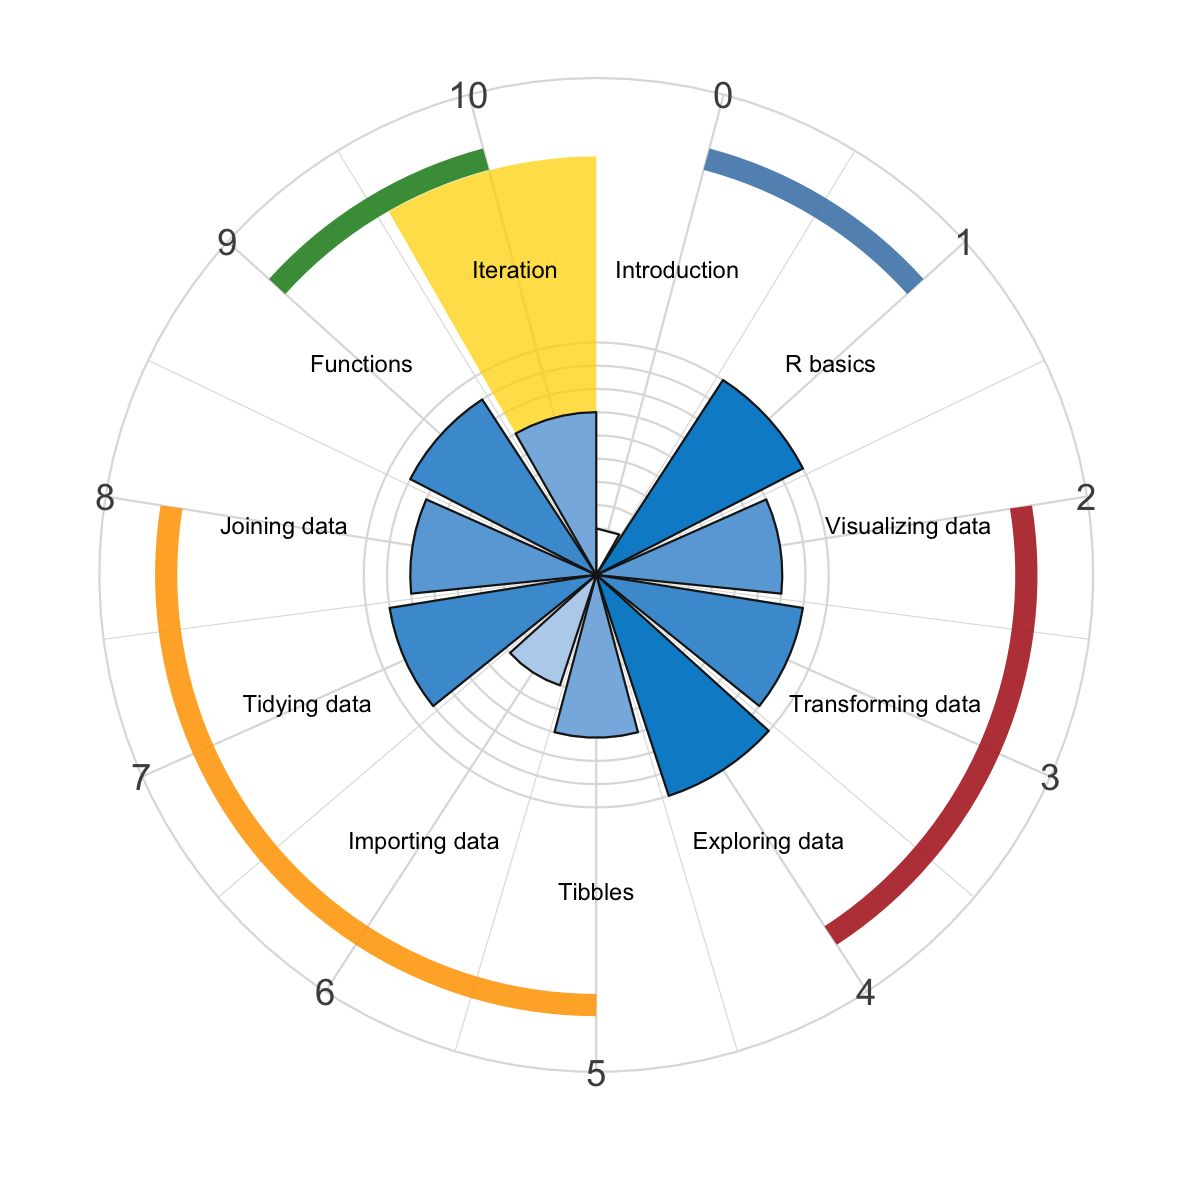 10
0
9
1
Iteration
Introduction
Functions
R basics
8
2
Joining data
Visualizing data
Tidying data
Transforming data
7
3
Importing data
Exploring data
Tibbles
6
4
5